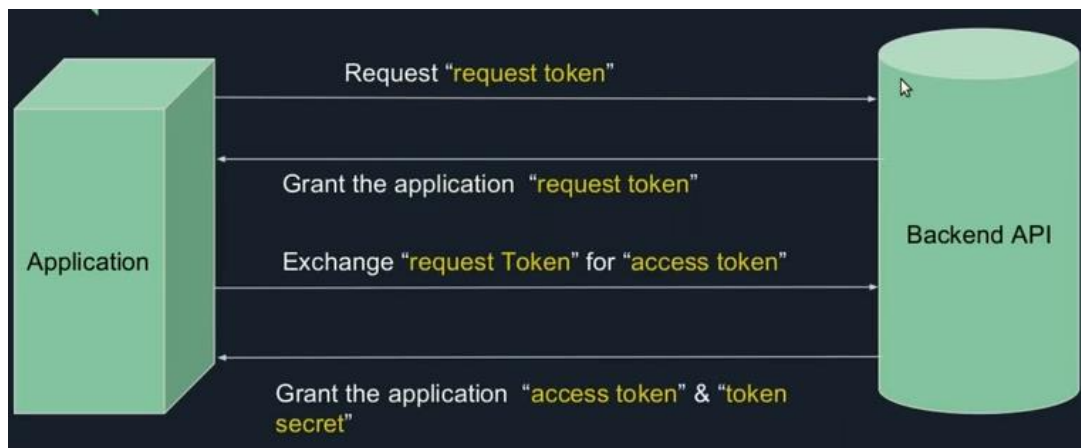 Request “request token”
Grant the application “request token”
Application
Backend API
Exchange “request Token” for “access token”
Grant the application “access token” & “token
secret”